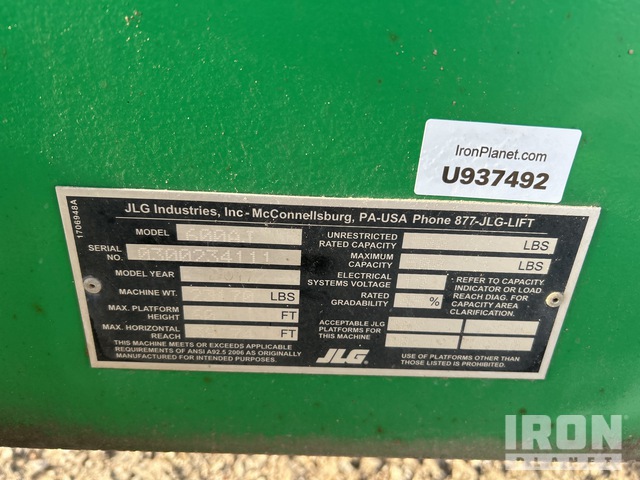 IronPlanet.com
U937492
1706948A
JLG Industries, Inc - McConnellsburg, PA-USA Phone 877-JLG-LIFT
MODEL 600AJ
SERIAL NO. 0300234111
MODEL YEAR
MACHINE WT. LBS
MAX. PLATFORM HEIGHT FT
MAX. HORIZONTAL REACH FT
THIS MACHINE MEETS OR EXCEEDS APPLICABLE
REQUIREMENTS OF ANSI A92.5 2006 AS ORIGINALLY
MANUFACTURED FOR INTENDED PURPOSES.
UNRESTRICTED
RATED CAPACITY LBS
MAXIMUM
CAPACITY LBS
ELECTRICAL
SYSTEMS VOLTAGE
RATED
GRADABILITY %
REFER TO CAPACITY
INDICATOR OR LOAD
REACH DIAG. FOR
CAPACITY AREA
CLARIFICATION.
ACCEPTABLE JLG
PLATFORMS FOR
THIS MACHINE
JLG®
USE OF PLATFORMS OTHER THAN
THOSE LISTED IS PROHIBITED.
IRON
PLANET